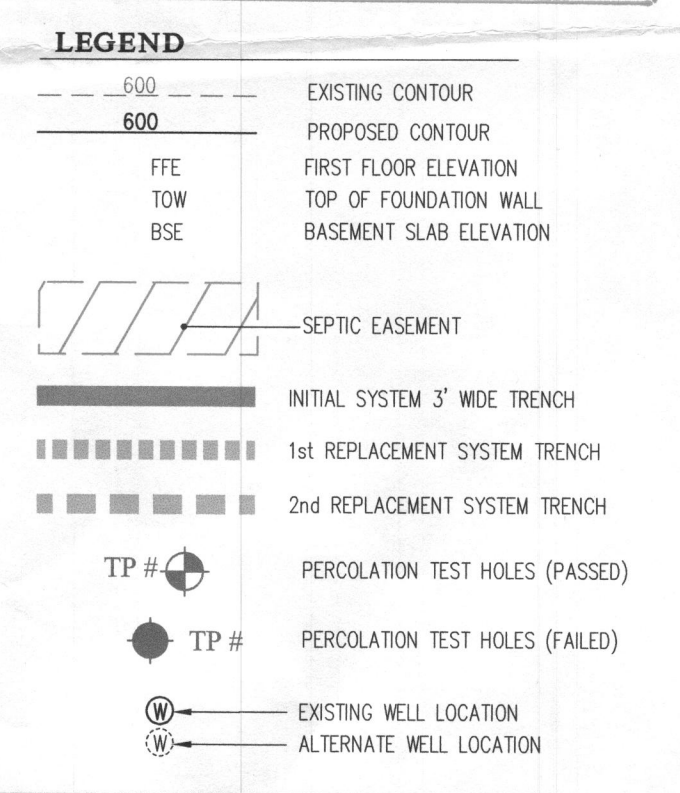 LEGEND
600 EXISTING CONTOUR
600 PROPOSED CONTOUR
FFE FIRST FLOOR ELEVATION
TOW TOP OF FOUNDATION WALL
BSE BASEMENT SLAB ELEVATION
SEPTIC EASEMENT
INITIAL SYSTEM 3' WIDE TRENCH
1st REPLACEMENT SYSTEM TRENCH
2nd REPLACEMENT SYSTEM TRENCH
TP # PERCOLATION TEST HOLES (PASSED)
TP # PERCOLATION TEST HOLES (FAILED)
W EXISTING WELL LOCATION
W ALTERNATE WELL LOCATION